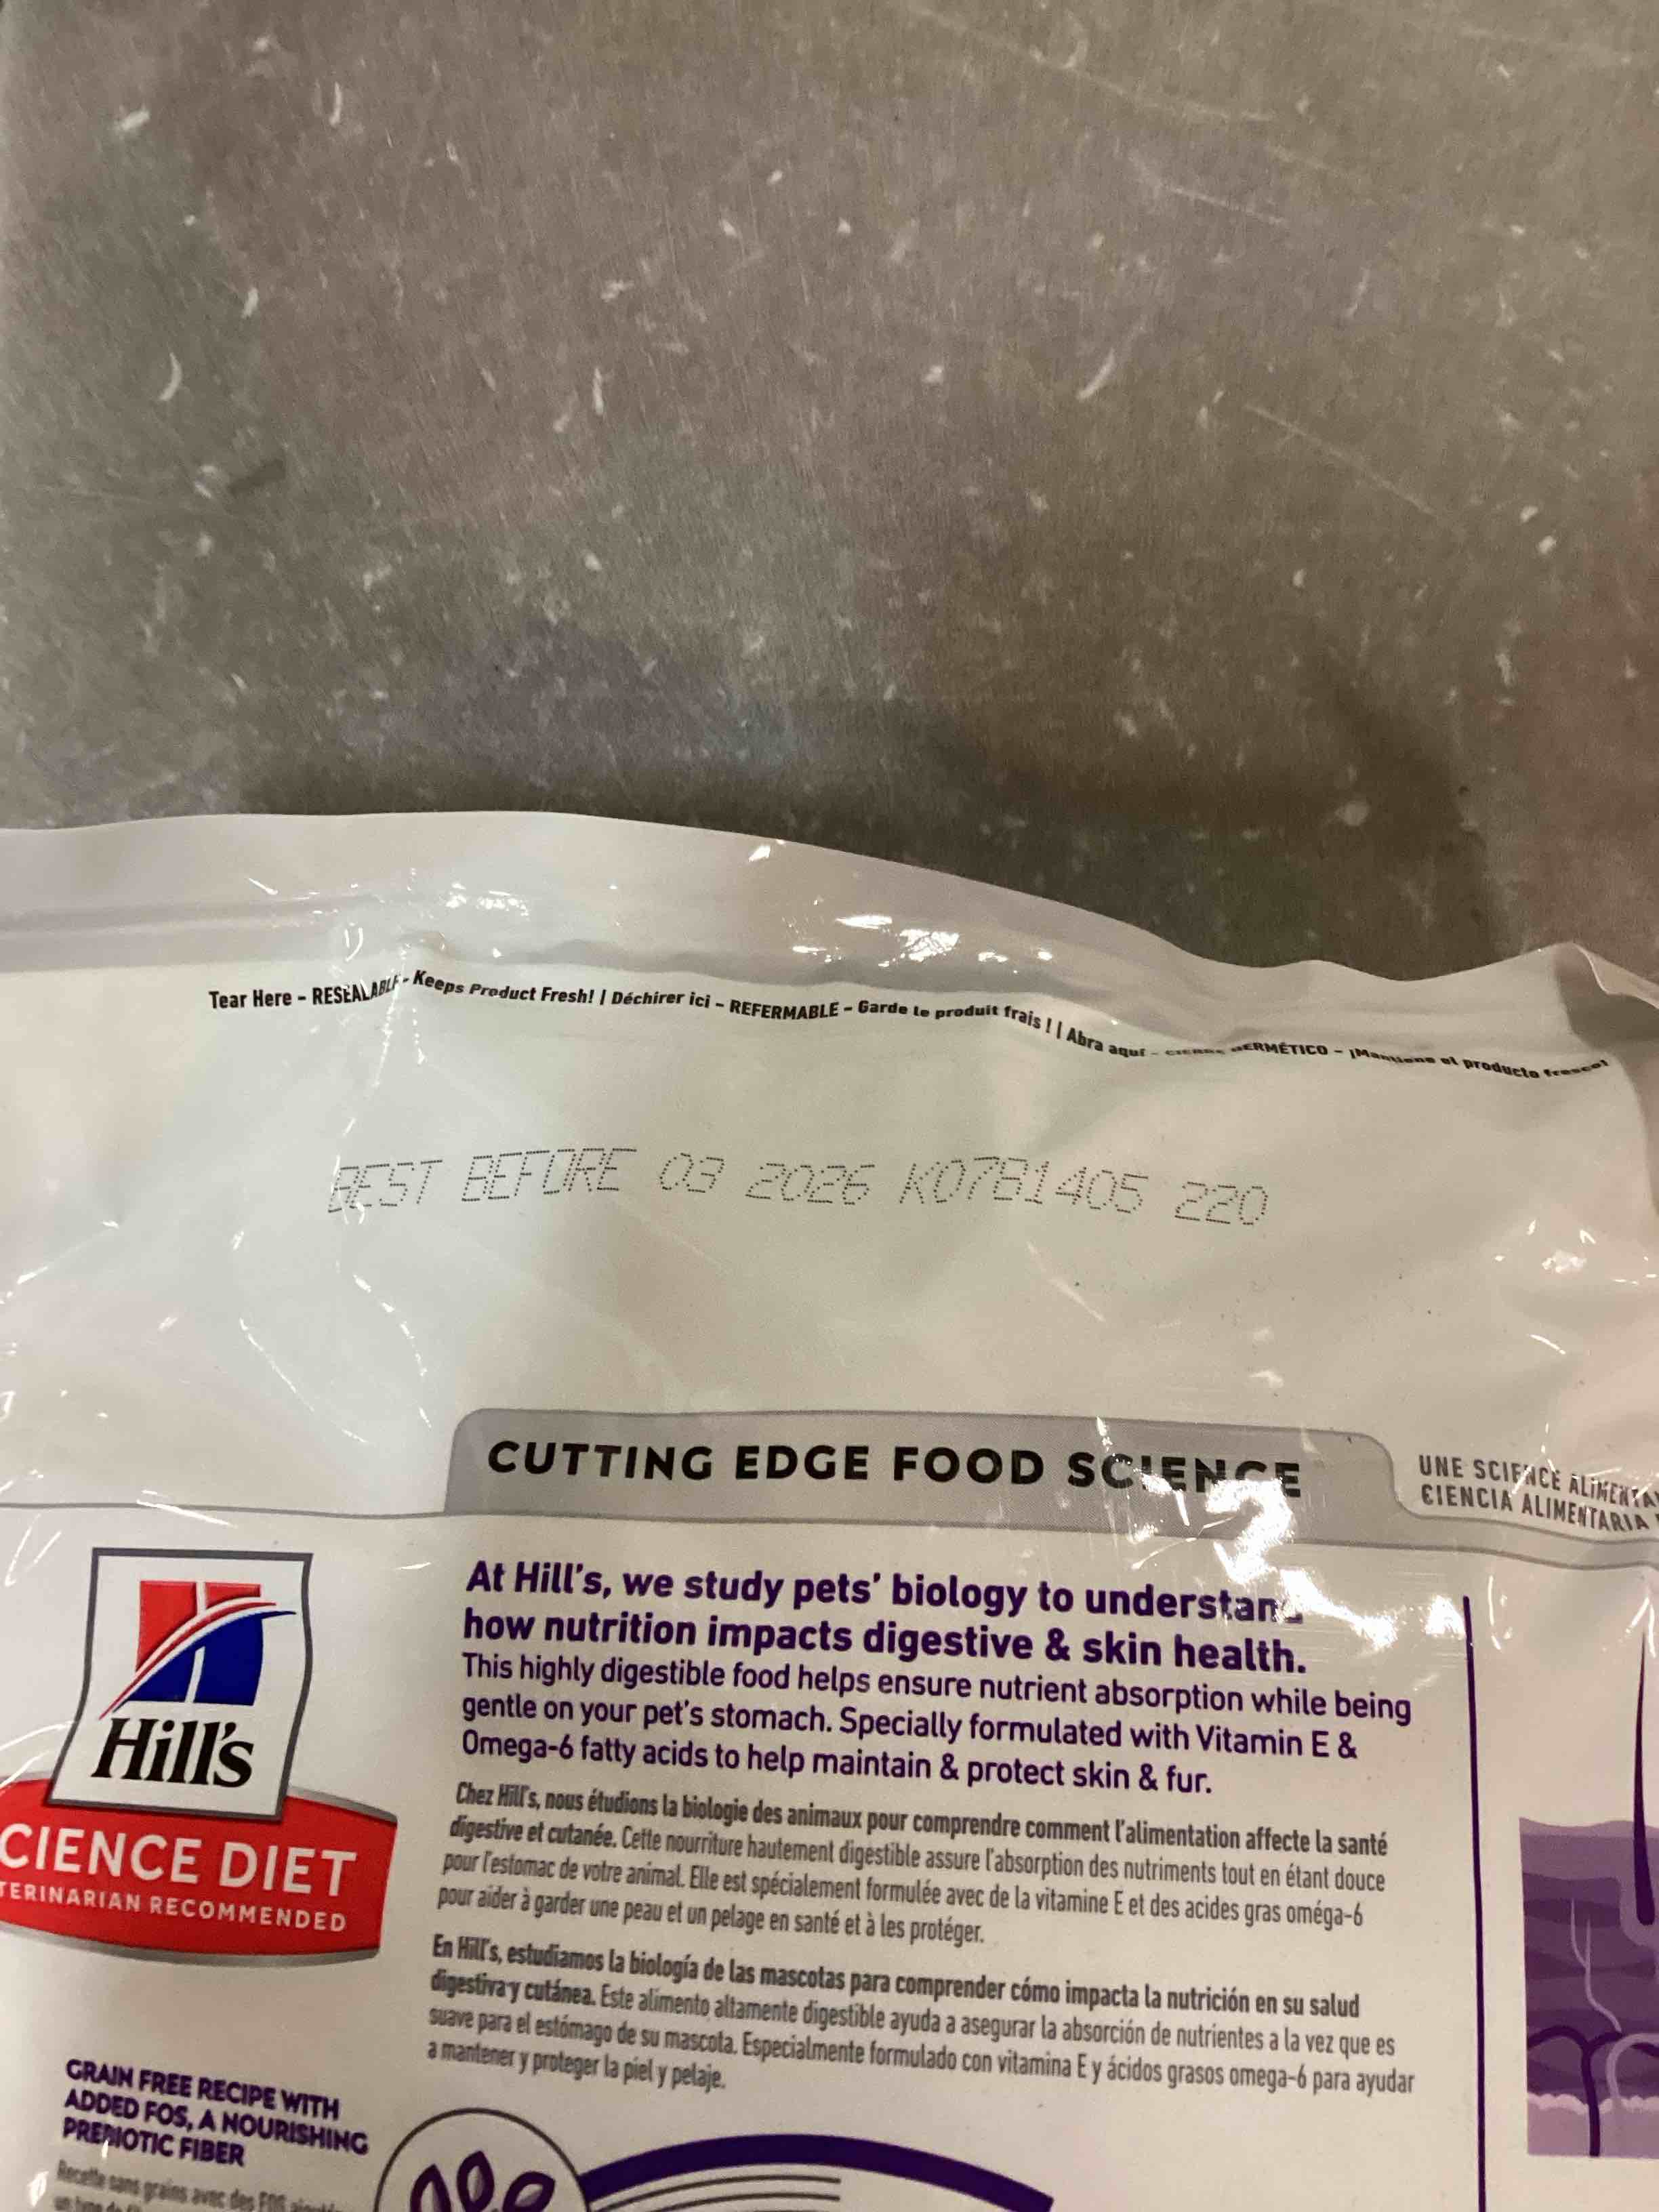 Tear Here - RESEALABLE - Keeps Product Fresh! | Déchirer ici - REFERMABLE - Garde le produit frais ! | Abra aquí - CIERRE HERMÉTICO - ¡Mantiene el producto fresco!
BEST BEFORE 03 2026 K0781405 220
CUTTING EDGE FOOD SCIENCE
UNE SCIENCE
CIENCIA ALIMENTARIA
At Hill's, we study pets' biology to understand
how nutrition impacts digestive & skin health.
This highly digestible food helps ensure nutrient absorption while being
gentle on your pet's stomach. Specially formulated with Vitamin E &
Omega-6 fatty acids to help maintain & protect skin & fur.
Chez Hill's, nous étudions la biologie des animaux pour comprendre comment l'alimentation affecte la santé
digestive et cutanée. Cette nourriture hautement digestible assure l'absorption des nutriments tout en étant douce
pour l'estomac de votre animal. Elle est spécialement formulée avec de la vitamine E et des acides gras oméga-6
pour aider à garder une peau et un pelage en santé et à les protéger.
En Hill's, estudiamos la biología de las mascotas para comprender cómo impacta la nutrición en su salud
digestiva y cutánea. Este alimento altamente digestible ayuda a asegurar la absorción de nutrientes a la vez que es
suave para el estómago de su mascota. Especialmente formulado con vitamina E y ácidos grasos omega-6 para ayudar
a mantener y proteger la piel y pelaje.
Hill's
CIENCE DIET
TERINARIAN RECOMMENDED
GRAIN FREE RECIPE WITH
ADDED FOS, A NOURISHING
PREBIOTIC FIBER
Recette sans grains avec des FOS